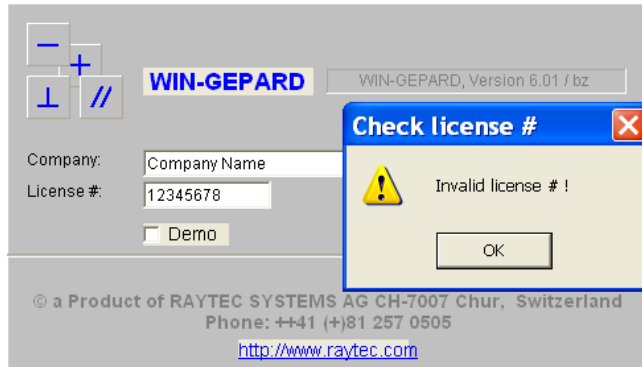 WIN-GEPARD
WIN-GEPARD, Version 6.01 / bz
Check license #
Company:
Company Name
License #:
12345678
Invalid license # !
Demo
OK
© a Product of RAYTEC SYSTEMS AG CH-7007 Chur, Switzerland
Phone: ++41 (+)81 257 0505
http://www.raytec.com